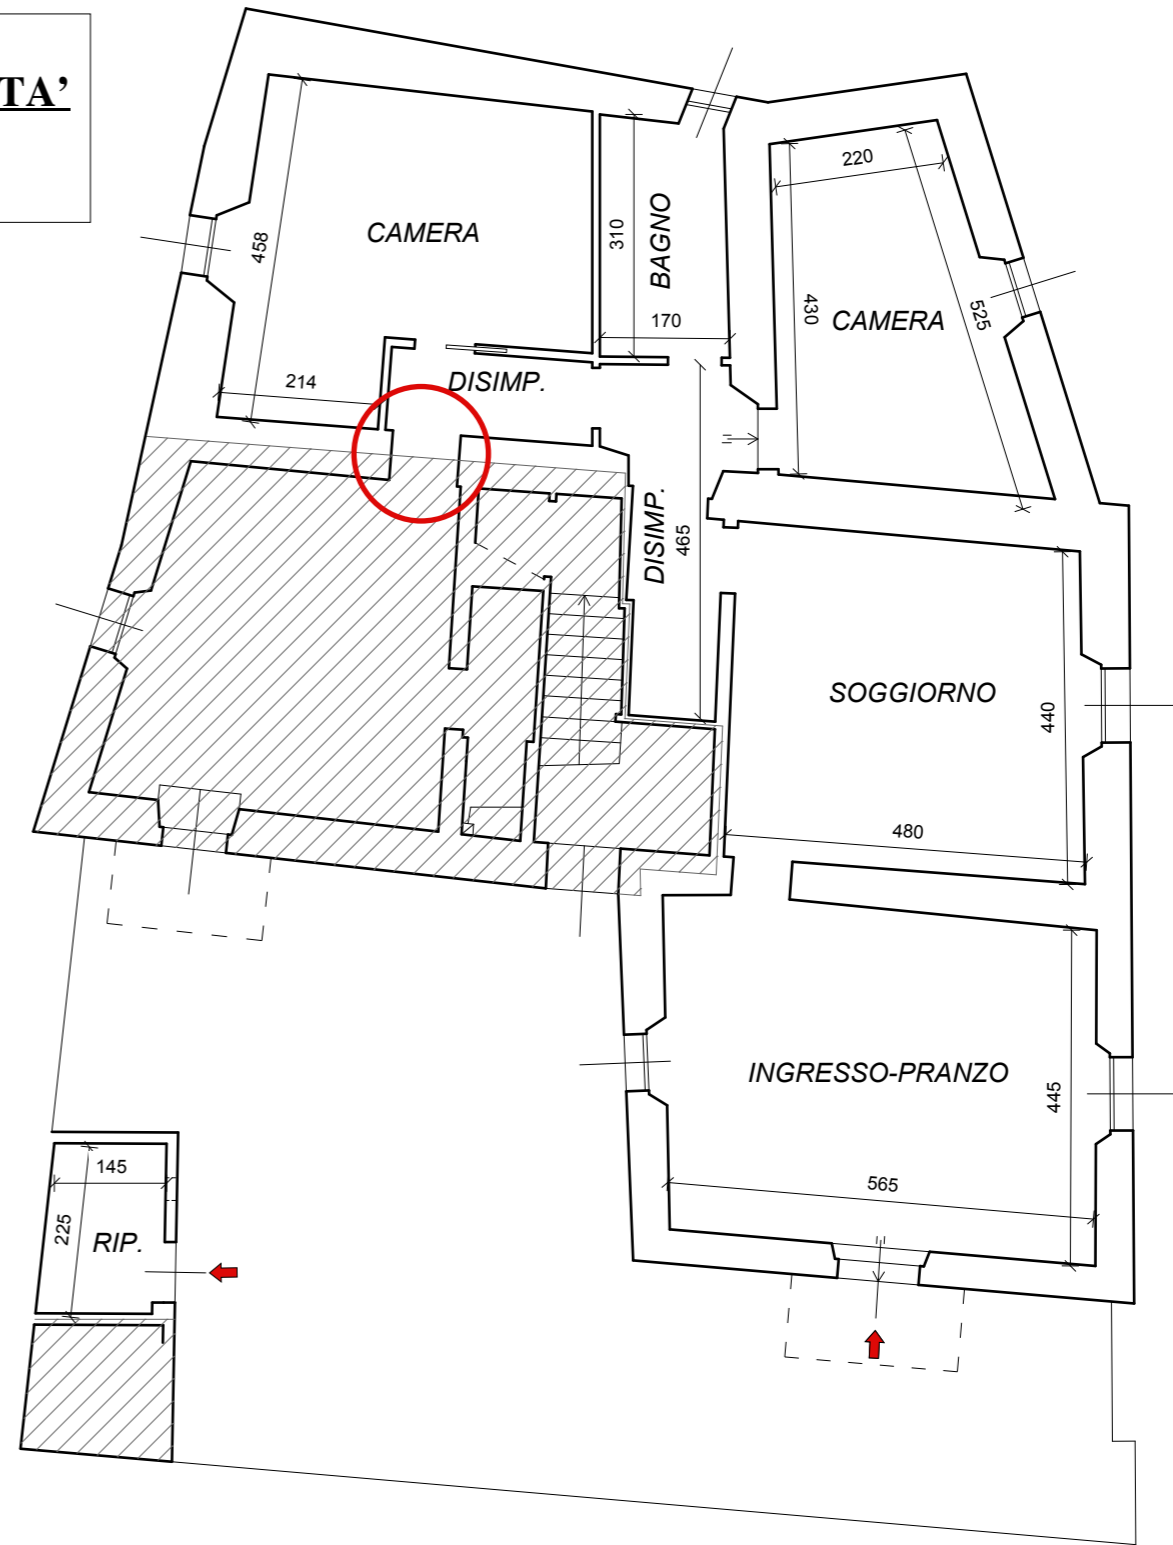 TA'
CAMERA
458
214
310
BAGNO
170
220
430
525
CAMERA
DISIMP.
DISIMP.
465
SOGGIORNO
440
480
INGRESSO-PRANZO
445
565
145
225
RIP.